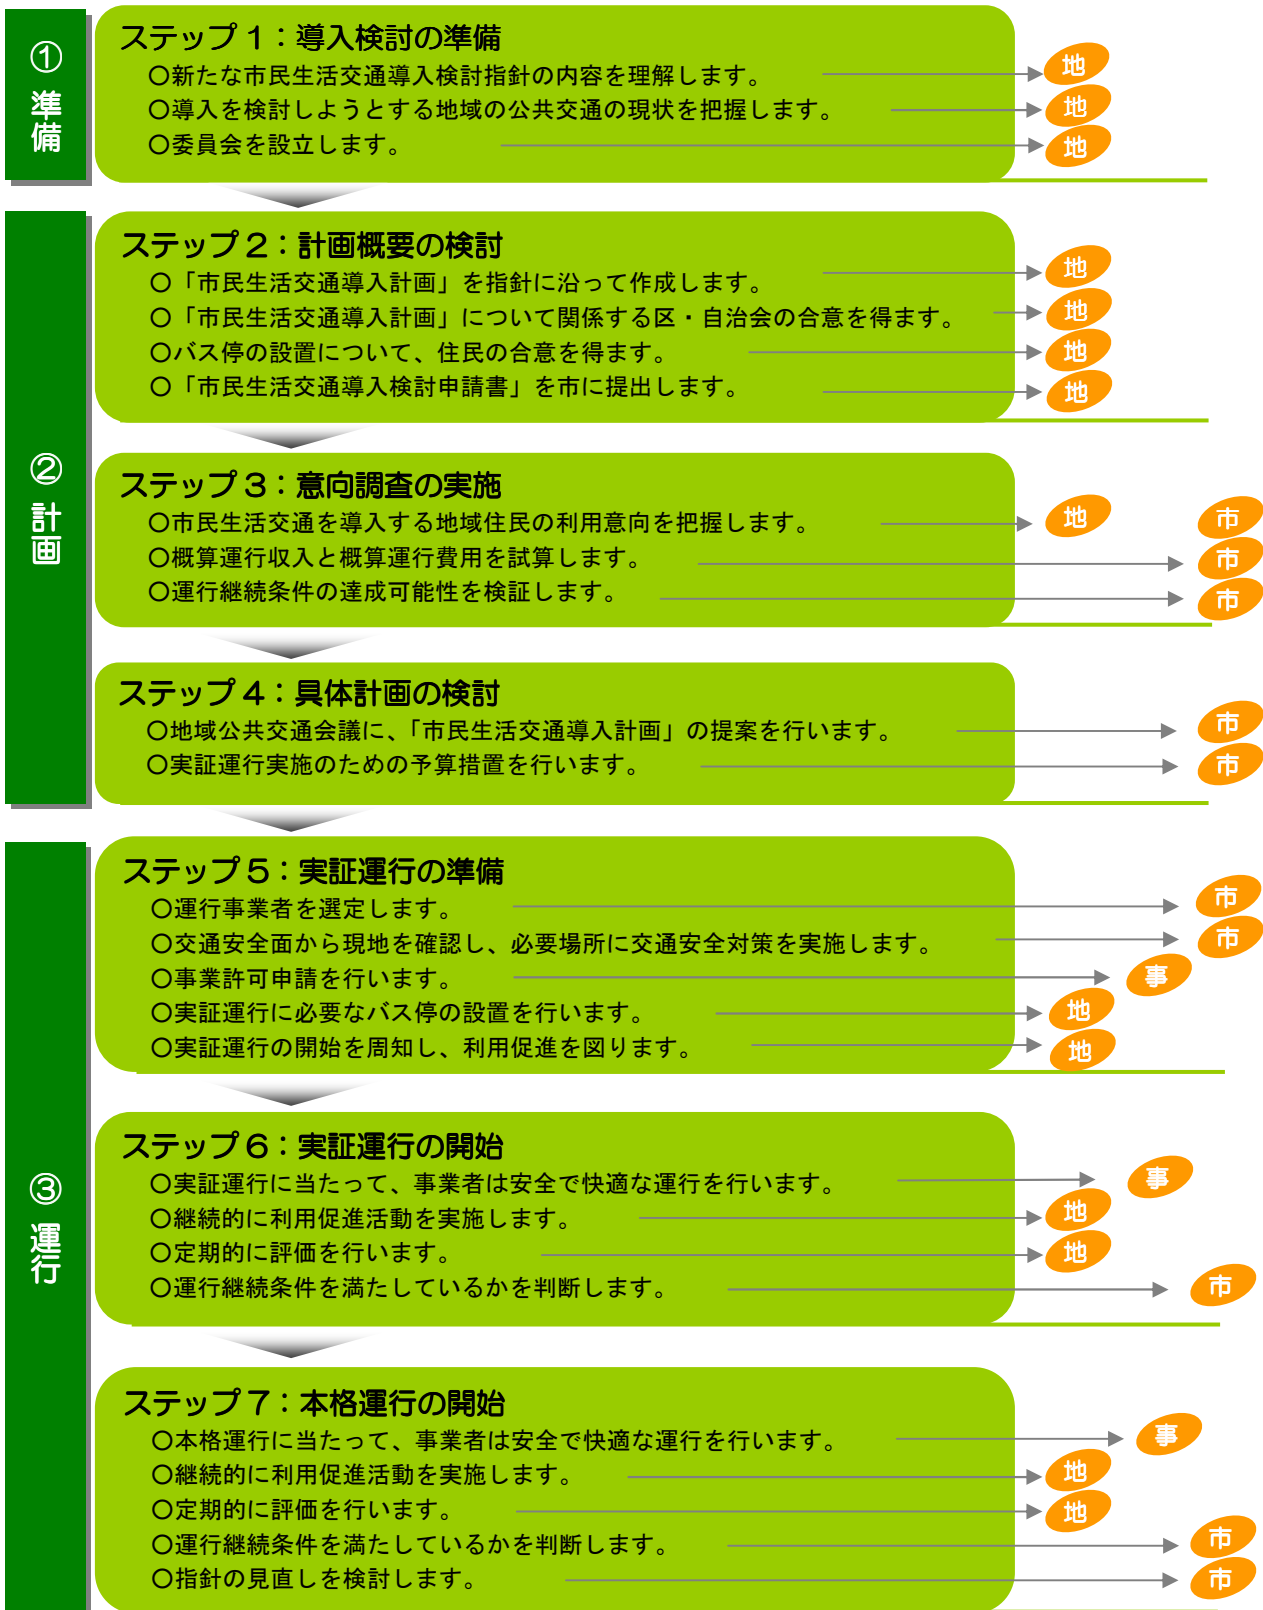 ① 準備
ステップ１：導入検討の準備
〇新たな市民生活交通導入検討指針の内容を理解します。 地
〇導入を検討しようとする地域の公共交通の現状を把握します。 地
〇委員会を設立します。 地
② 計画
ステップ２：計画概要の検討
〇「市民生活交通導入計画」を指針に沿って作成します。 地
〇「市民生活交通導入計画」について関係する区・自治会の合意を得ます。 地
〇バス停の設置について、住民の合意を得ます。 地
〇「市民生活交通導入検討申請書」を市に提出します。 地
ステップ３：意向調査の実施
〇市民生活交通を導入する地域住民の利用意向を把握します。 地 市
〇概算運行収入と概算運行費用を試算します。 市
〇運行継続条件の達成可能性を検証します。 市
ステップ４：具体計画の検討
〇地域公共交通会議に、「市民生活交通導入計画」の提案を行います。 市
〇実証運行実施のための予算措置を行います。 市
③ 運行
ステップ５：実証運行の準備
〇運行事業者を選定します。 市
〇交通安全面から現地を確認し、必要場所に交通安全対策を実施します。 市
〇事業許可申請を行います。 事
〇実証運行に必要なバス停の設置を行います。 地
〇実証運行の開始を周知し、利用促進を図ります。 地
ステップ６：実証運行の開始
〇実証運行に当たって、事業者は安全で快適な運行を行います。 事
〇継続的に利用促進活動を実施します。 地
〇定期的に評価を行います。 地
〇運行継続条件を満たしているかを判断します。 市
ステップ７：本格運行の開始
〇本格運行に当たって、事業者は安全で快適な運行を行います。 事
〇継続的に利用促進活動を実施します。 地
〇定期的に評価を行います。 地
〇運行継続条件を満たしているかを判断します。 市
〇指針の見直しを検討します。 市